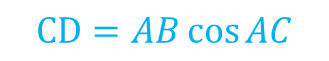 CD = AB cos AC